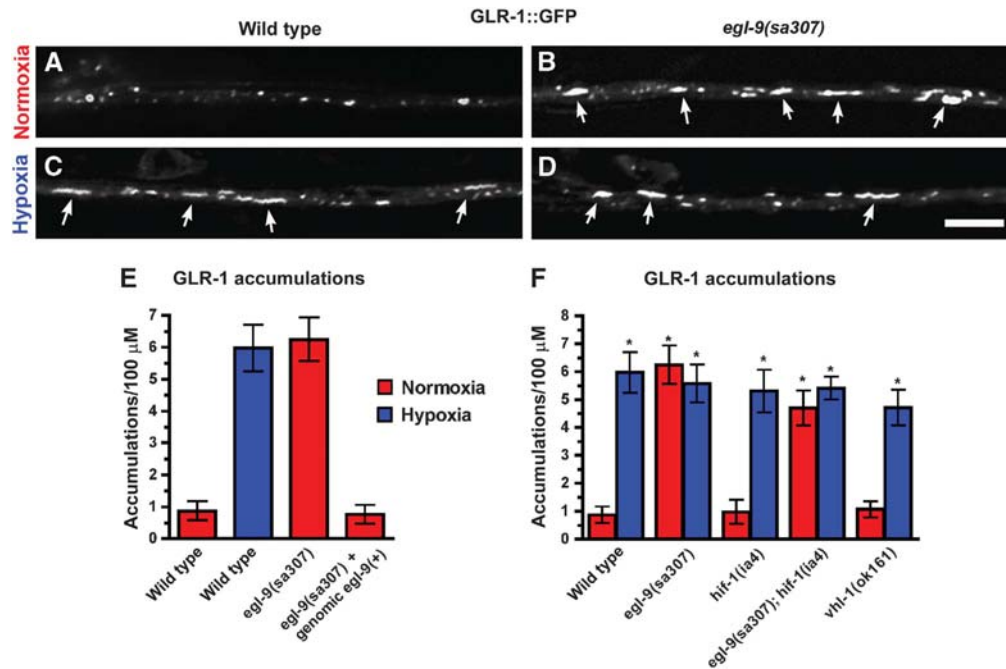 GLR-1::GFP
Wild type
egl-9(sa307)
Normoxia
A
B
Hypoxia
C
D
E
GLR-1 accumulations
Accumulations/100 µM
7
6
5
4
3
2
1
0
Wild type
Wild type
egl-9(sa307)
egl-9(sa307) +
genomic egl-9(+)
Normoxia
Hypoxia
F
GLR-1 accumulations
Accumulations/100 µM
8
7
6
5
4
3
2
1
0
* * * * * * *
Wild type
egl-9(sa307)
hif-1(ia4)
egl-9(sa307); hif-1(ia4)
vhl-1(ok161)